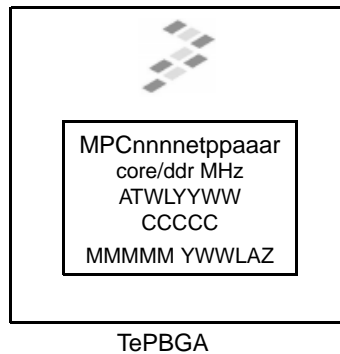 MPCnnnnetppaaar
core/ddr MHz
ATWLYYWW
CCCCC
MMMMM YWWLAZ
TePBGA